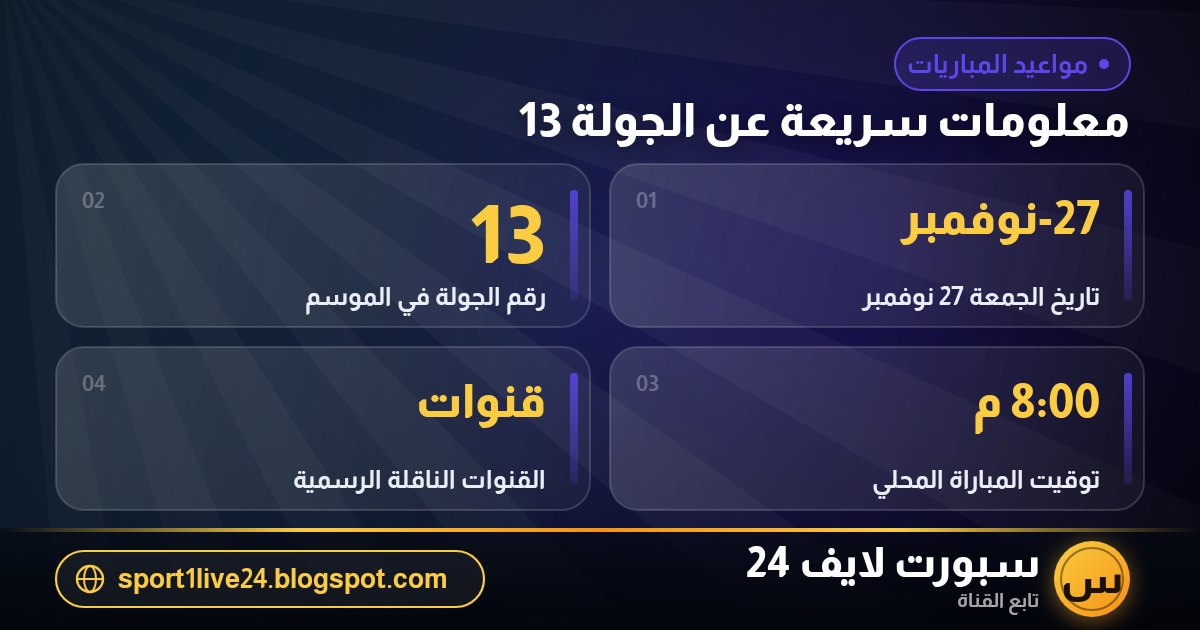 • مواعيد المباريات
معلومات سريعة عن الجولة 13
01
27-نوفمبر
تاريخ الجمعة 27 نوفمبر
02
13
رقم الجولة في الموسم
03
8:00 م
توقيت المباراة المحلي
04
قنوات
القنوات الناقلة الرسمية
س
سبورت لايف 24
تابع القناة
sport1live24.blogspot.com